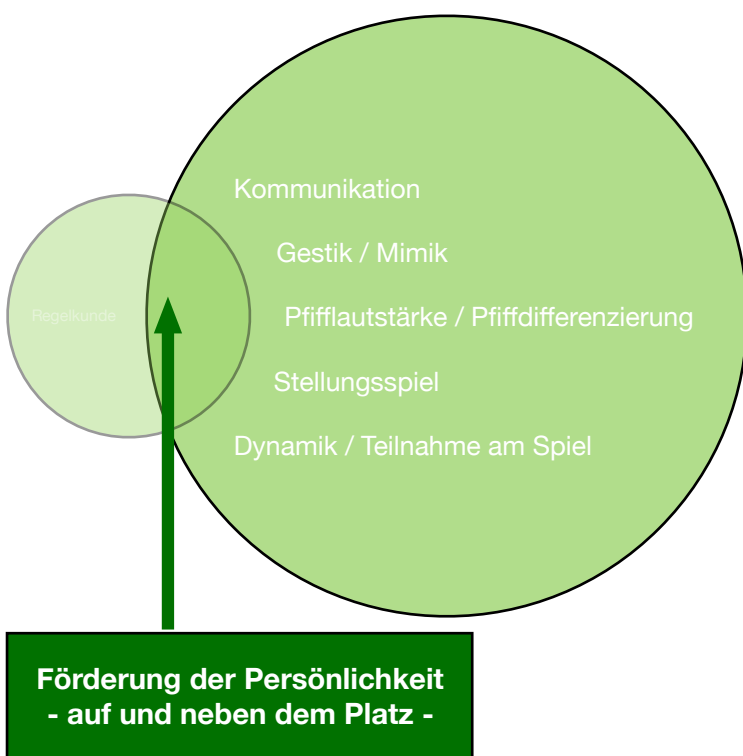 Kommunikation
Gestik / Mimik
Regelkunde
Pfifflautstärke / Pfiffdifferenzierung
Stellungsspiel
Dynamik / Teilnahme am Spiel
Förderung der Persönlichkeit
- auf und neben dem Platz -